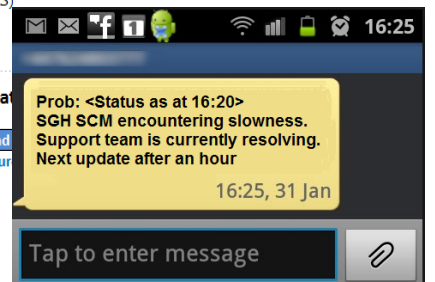 16:25
Prob: <Status as at 16:20>
SGH SCM encountering slowness.
Support team is currently resolving.
Next update after an hour
16:25, 31 Jan
Tap to enter message